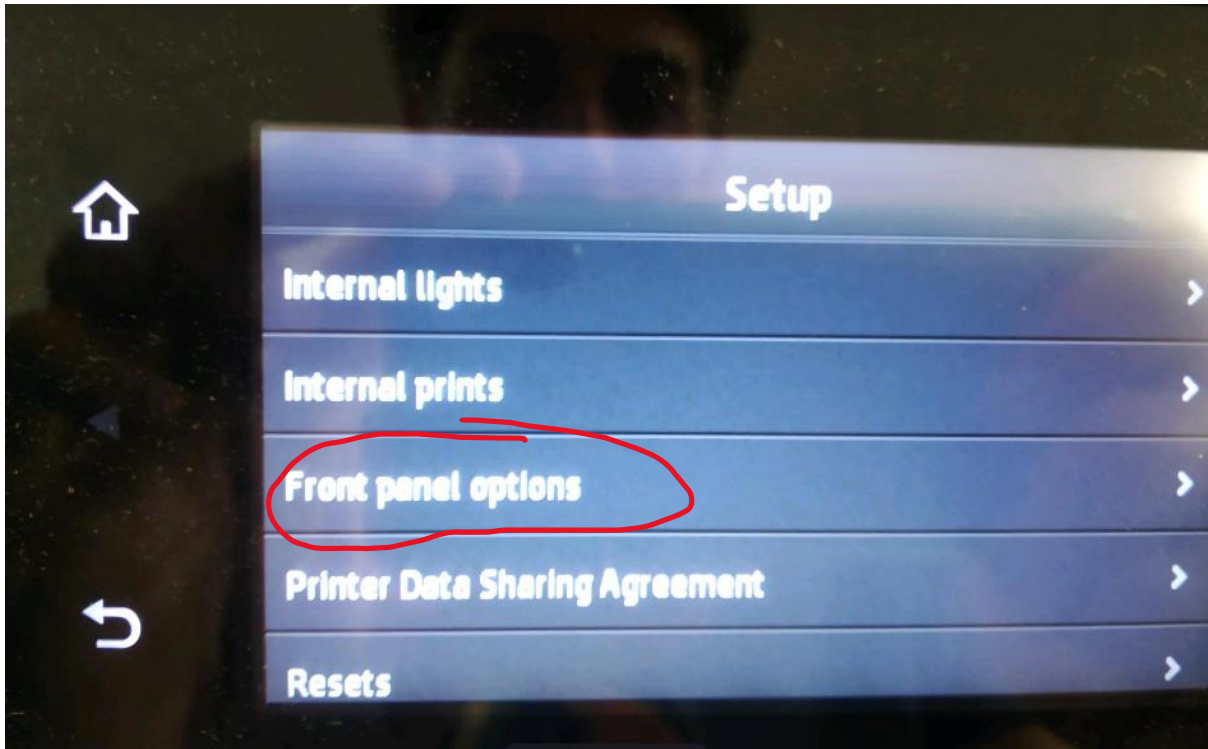 Setup
Internal lights
Internal prints
Front panel options
Printer Data Sharing Agreement
Resets